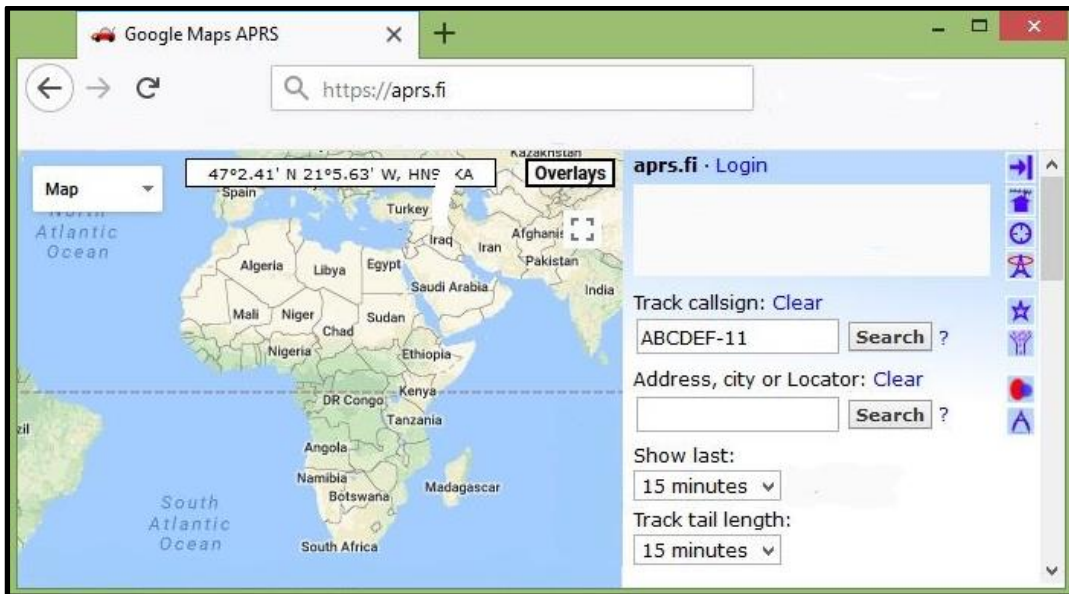 Google Maps APRS
https://aprs.fi
Map
47°2.41' N 21°5.63' W,
Overlays
Kazakhstan
Spain
Turkey
North
Atlantic
Ocean
Iraq
Iran
Pakistan
Algeria
Libya
Egypt
Saudi Arabia
India
Mali
Niger
Chad
Sudan
Nigeria
Ethiopia
Kenya
DR Congo
Tanzania
Angola
Namibia
Botswana
Madagascar
South
Atlantic
Ocean
South Africa
aprs.fi · Login
Track callsign: Clear
ABCDEF-11
Search ?
Address, city or Locator: Clear
Search ?
Show last:
15 minutes
Track tail length:
15 minutes